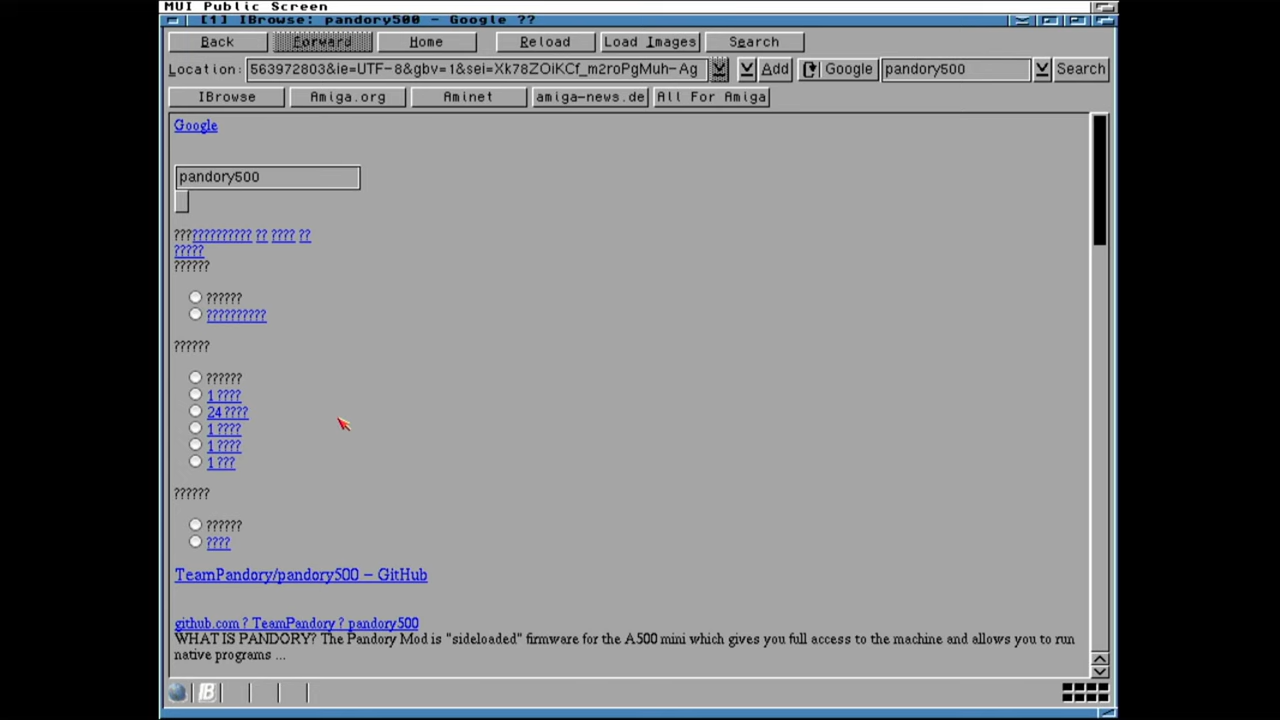 MUI Public Screen
[1] IBrowse: pandory500 - Google ??
Back Forward Home Reload Load Images Search
Location: 563972803&ie=UTF-8&gbv=1&sei=Xk78ZOiKCf_m2roPgMuh-Ag Add Google pandory500 Search
IBrowse Amiga.org Aminet amiga-news.de All For Amiga
Google
pandory500
????????????? ?? ???? ??
?????
??????
??????
??????????
??????
??????
1 ????
24 ????
1 ????
1 ????
1 ???
??????
??????
????
TeamPandory/pandory500 – GitHub
github.com ? TeamPandory ? pandory500
WHAT IS PANDORY? The Pandory Mod is "sideloaded" firmware for the A500 mini which gives you full access to the machine and allows you to run
native programs ...
IB